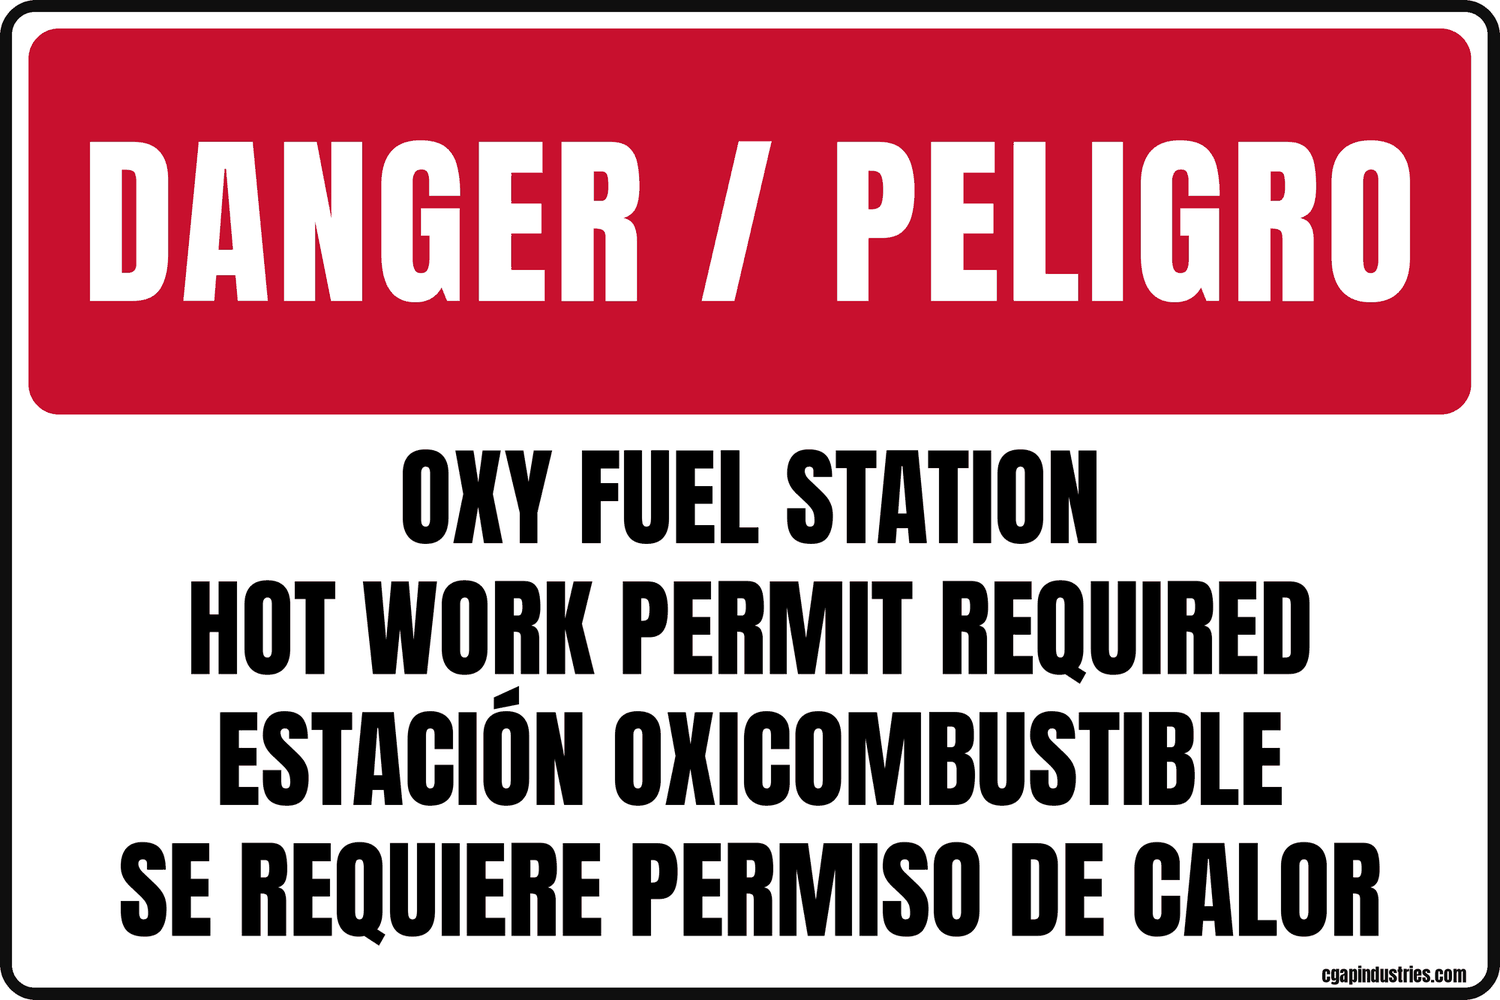 DANGER / PELIGRO
OXY FUEL STATION
HOT WORK PERMIT REQUIRED
ESTACIÓN OXICOMBUSTIBLE
SE REQUIERE PERMISO DE CALOR
cgapindustries.com